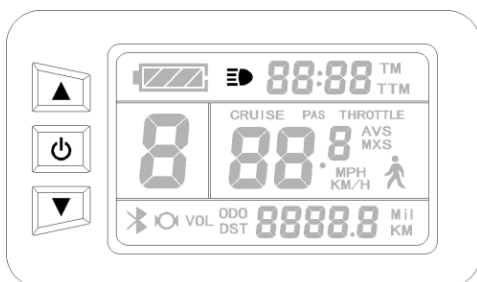 88:88 TM
TTM
CRUISE PAS THROTTLE
8 88.8 AVS
MXS
MPH
KM/H
VOL ODO
DST 8888.8 Mil
KM